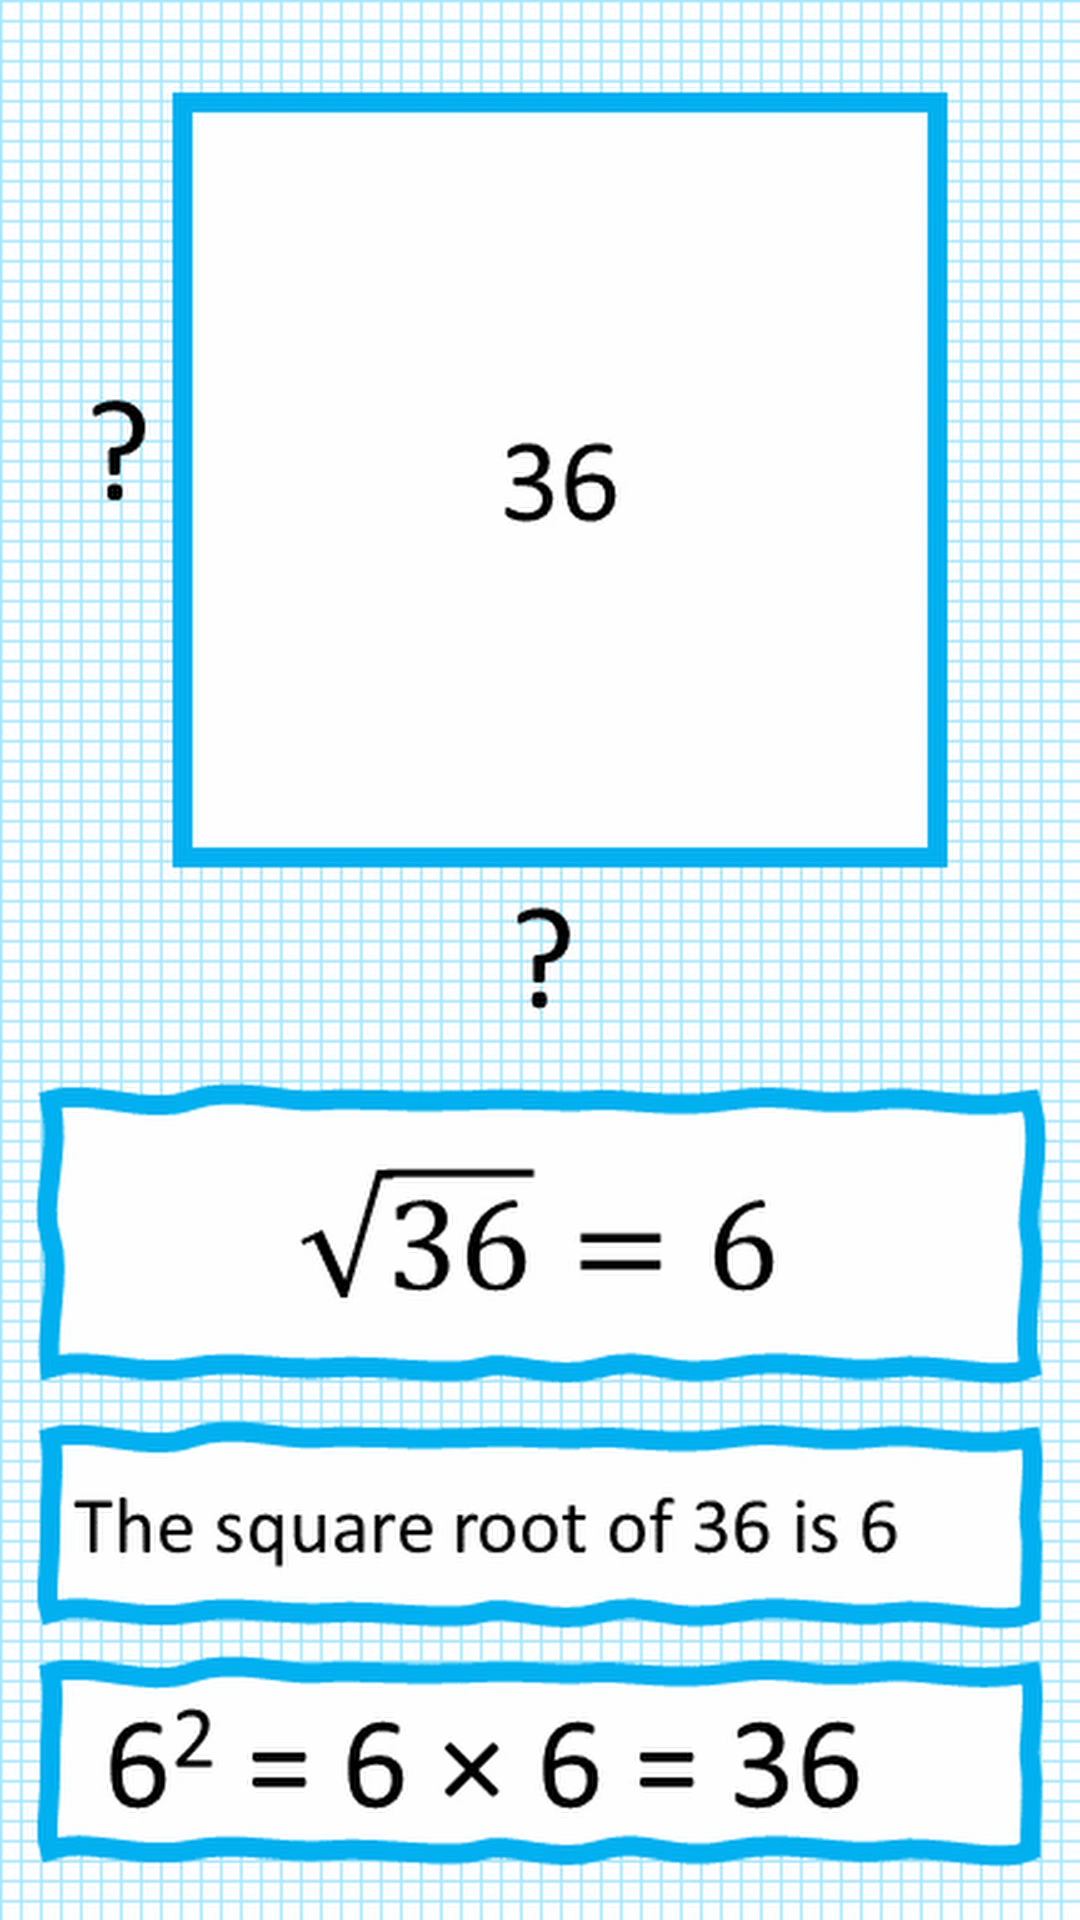 ?
36
?
√36 = 6
The square root of 36 is 6
6² = 6 × 6 = 36